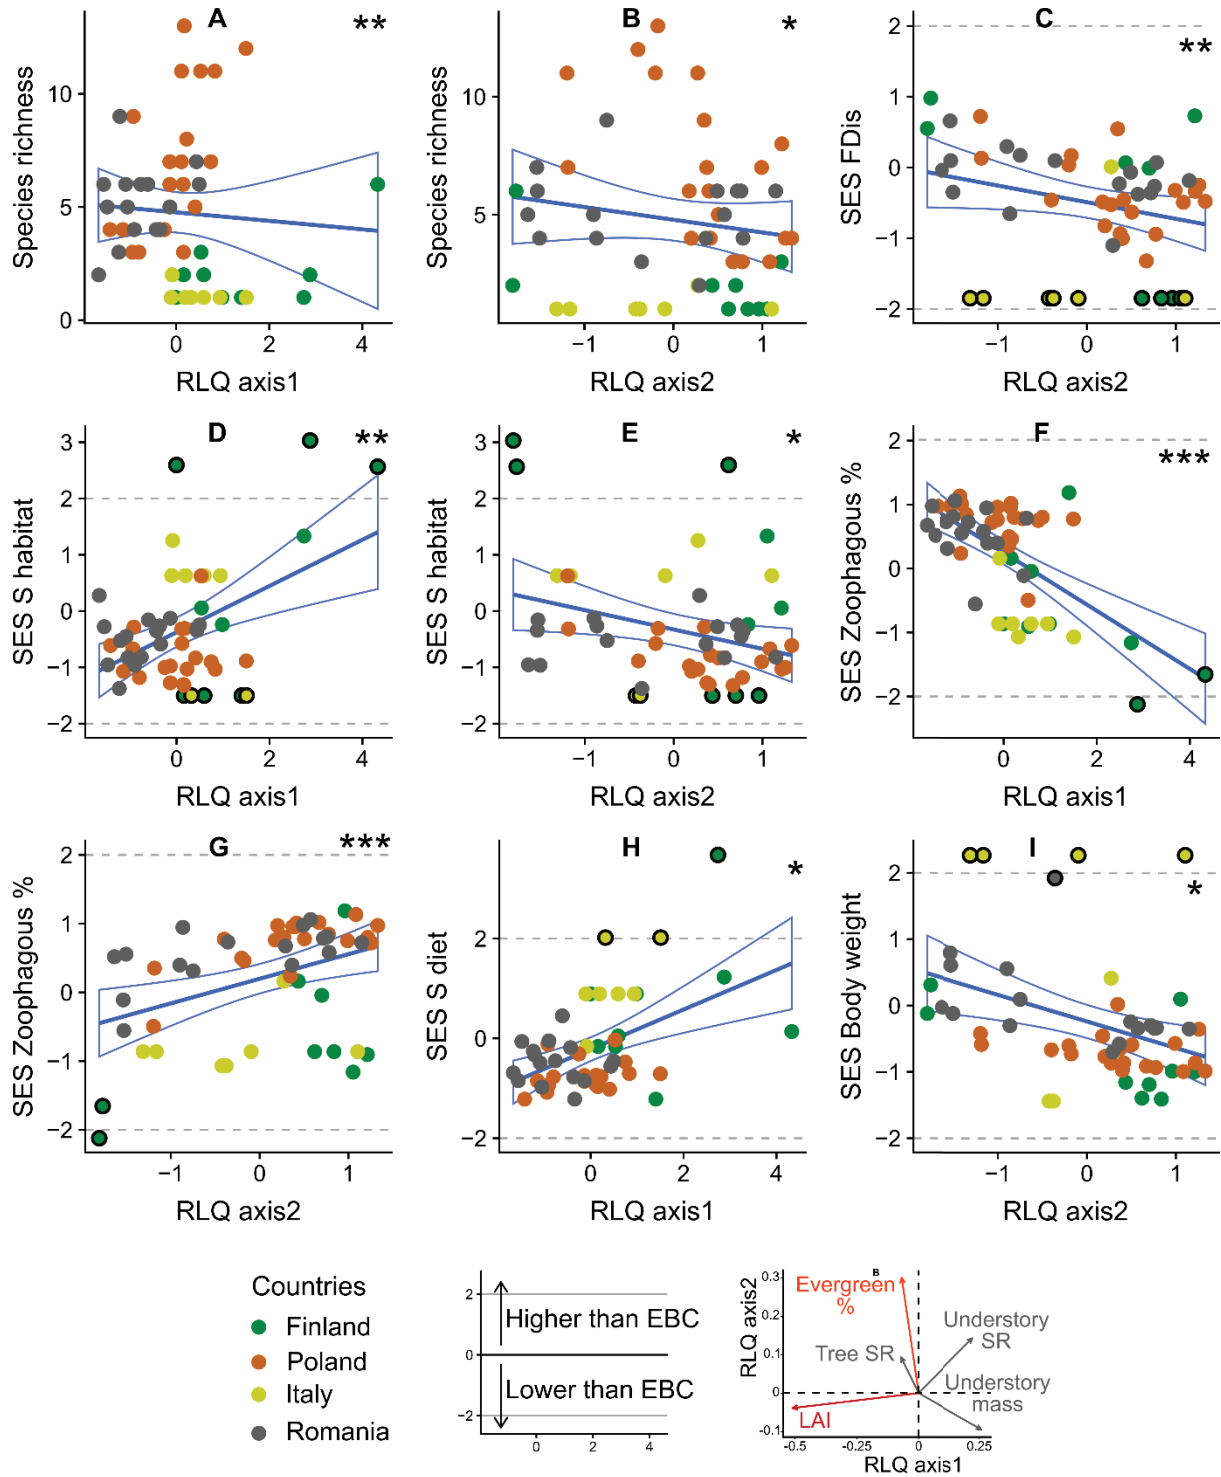 A
**
Species richness
10
5
0
0
2
4
RLQ axis1
B
*
Species richness
10
5
−1
0
1
RLQ axis2
C
**
SES FDis
2
1
0
−1
−2
−1
0
1
RLQ axis2
D
**
SES S habitat
3
2
1
0
−1
−2
0
2
4
RLQ axis1
E
*
SES S habitat
3
2
1
0
−1
−2
−1
0
1
RLQ axis2
F
***
SES Zoophagous %
2
1
0
−1
−2
0
2
4
RLQ axis1
G
***
SES Zoophagous %
2
1
0
−1
−2
−1
0
1
RLQ axis2
H
*
SES S diet
2
0
−2
0
2
4
RLQ axis1
I
*
SES Body weight
2
1
0
−1
−2
−1
0
1
RLQ axis2
Countries
Finland
Poland
Italy
Romania
2
0
−2
Higher than EBC
Lower than EBC
0
2
4
B
RLQ axis2
0.3
0.2
0.1
0
-0.1
Evergreen
%
Tree SR
Understory
SR
Understory
mass
LAI
-0.5
-0.25
0
0.25
RLQ axis1